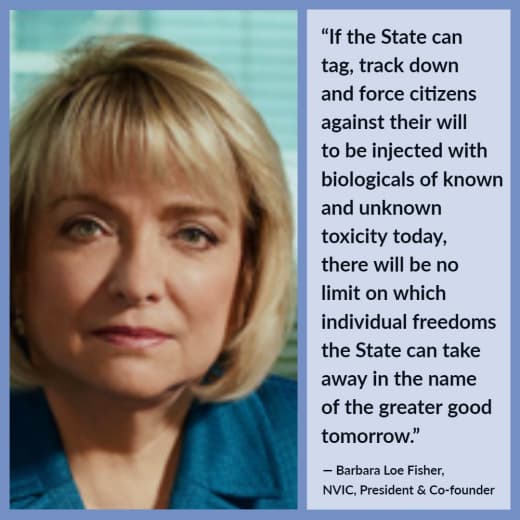 “If the State can
tag, track down
and force citizens
against their will
to be injected with
biologicals of known
and unknown
toxicity today,
there will be no
limit on which
individual freedoms
the State can take
away in the name
of the greater good
tomorrow.”
— Barbara Loe Fisher,
NVIC, President & Co-founder